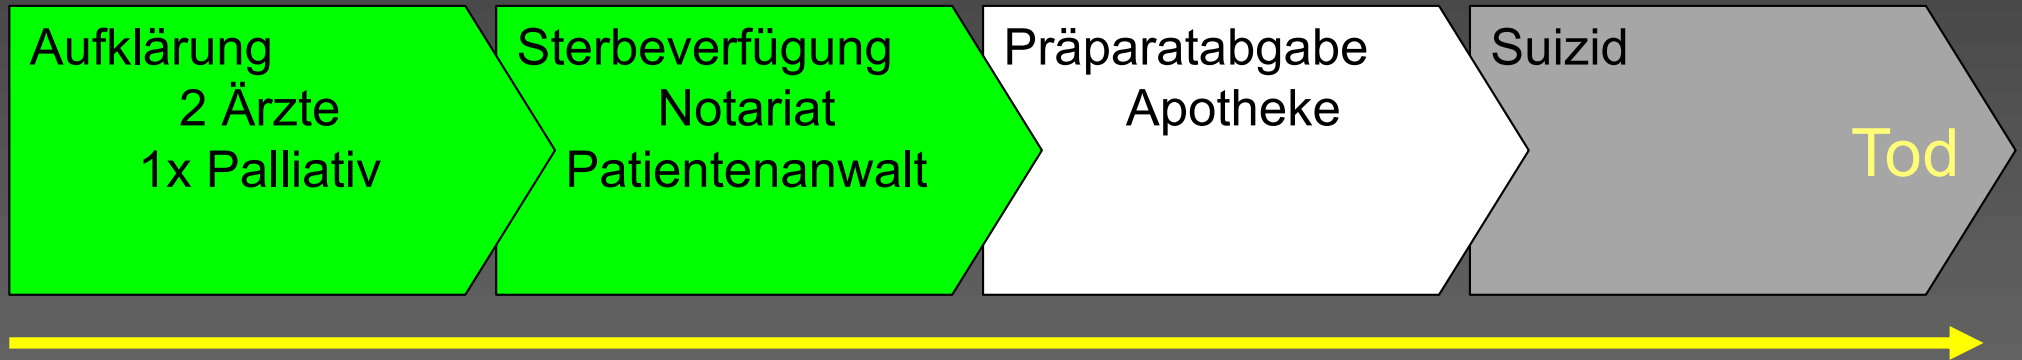 Aufklärung
2 Ärzte
1x Palliativ
Sterbeverfügung
Notariat
Patientenanwalt
Präparatabgabe
Apotheke
Suizid
Tod